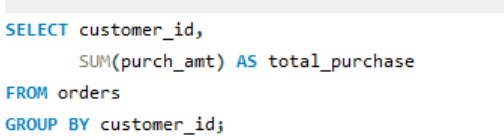 SELECT customer_id,
SUM(purch_amt) AS total_purchase
FROM orders
GROUP BY customer_id;